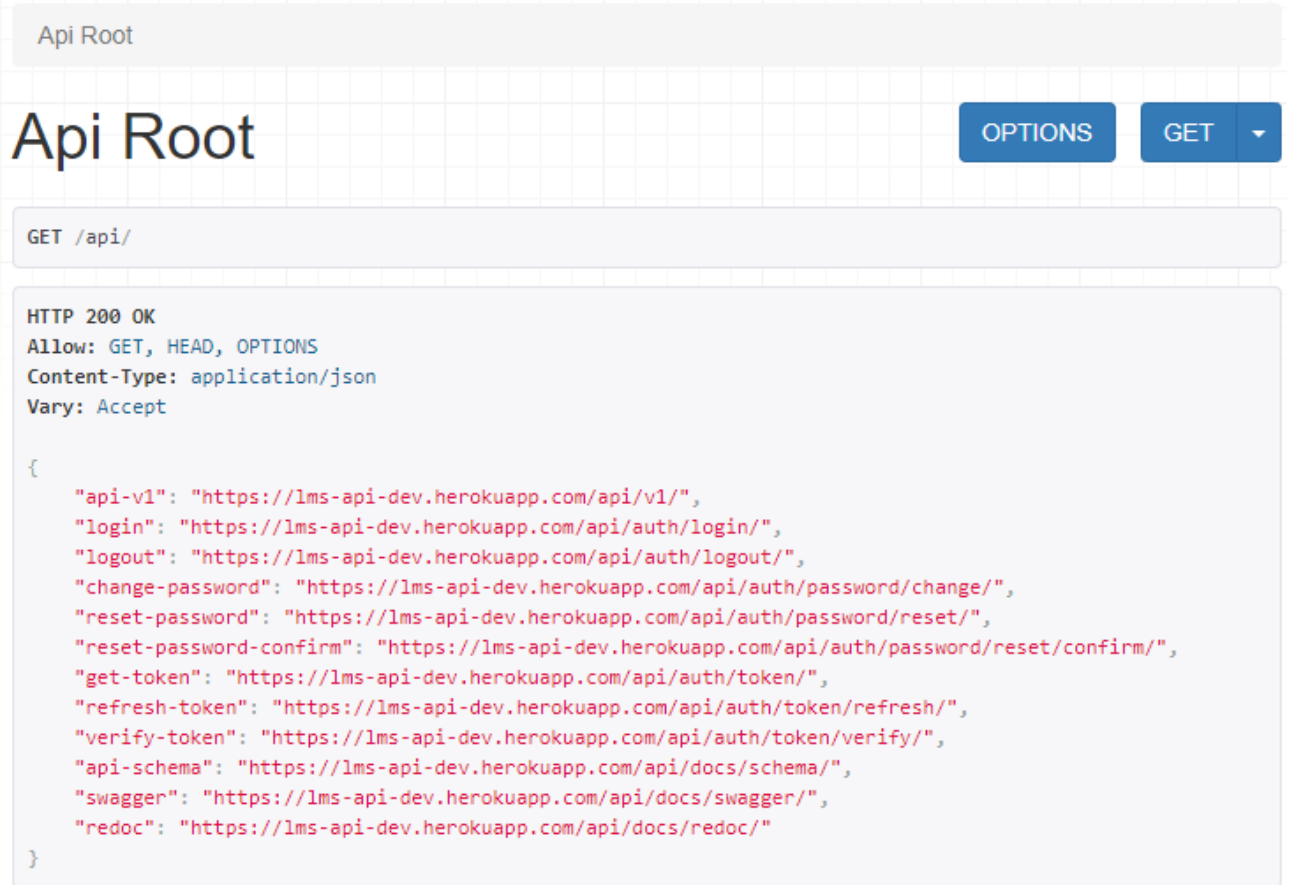 Api Root
Api Root
OPTIONS
GET
GET /api/
HTTP 200 OK
Allow: GET, HEAD, OPTIONS
Content-Type: application/json
Vary: Accept
{
    "api-v1": "https://lms-api-dev.herokuapp.com/api/v1/",
    "login": "https://lms-api-dev.herokuapp.com/api/auth/login/",
    "logout": "https://lms-api-dev.herokuapp.com/api/auth/logout/",
    "change-password": "https://lms-api-dev.herokuapp.com/api/auth/password/change/",
    "reset-password": "https://lms-api-dev.herokuapp.com/api/auth/password/reset/",
    "reset-password-confirm": "https://lms-api-dev.herokuapp.com/api/auth/password/reset/confirm/",
    "get-token": "https://lms-api-dev.herokuapp.com/api/auth/token/",
    "refresh-token": "https://lms-api-dev.herokuapp.com/api/auth/token/refresh/",
    "verify-token": "https://lms-api-dev.herokuapp.com/api/auth/token/verify/",
    "api-schema": "https://lms-api-dev.herokuapp.com/api/docs/schema/",
    "swagger": "https://lms-api-dev.herokuapp.com/api/docs/swagger/",
    "redoc": "https://lms-api-dev.herokuapp.com/api/docs/redoc/"
}